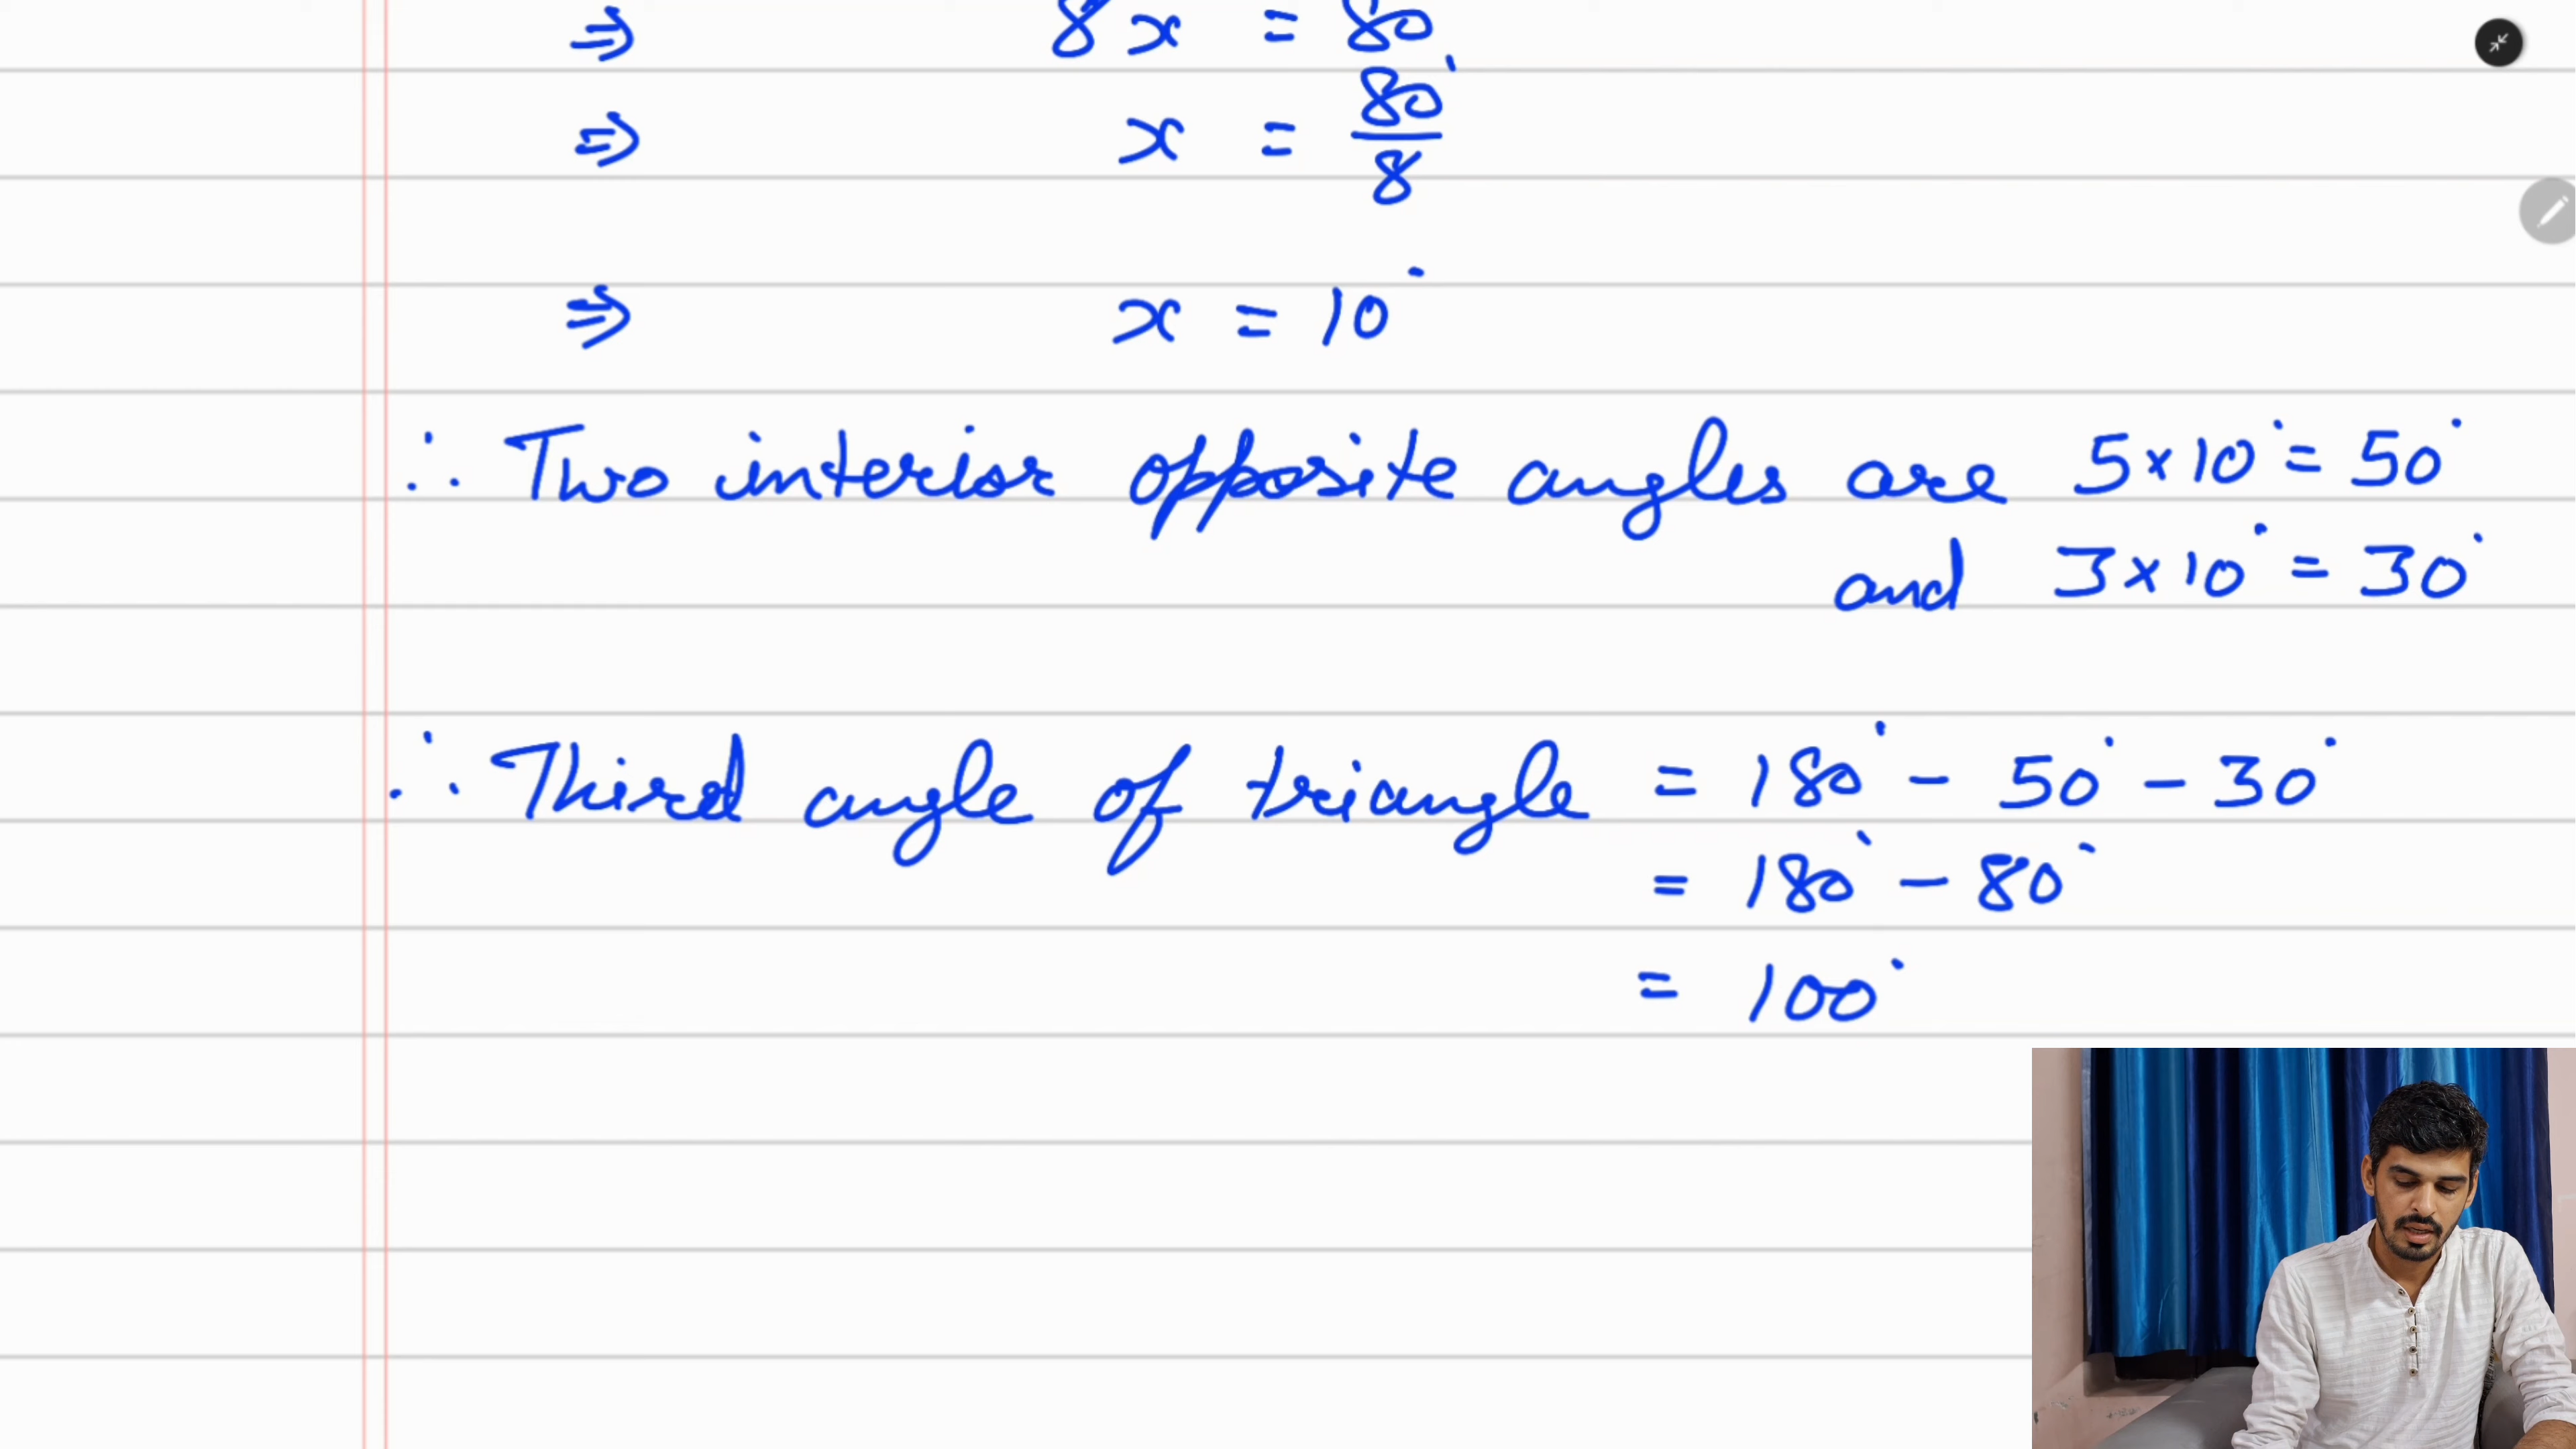 ⇒ 8x = 80°
⇒ x = 80°/8
⇒ x = 10°
∴ Two interior opposite angles are 5×10° = 50°
and 3×10° = 30°
∴ Third angle of triangle = 180° - 50° - 30°
= 180° - 80°
= 100°